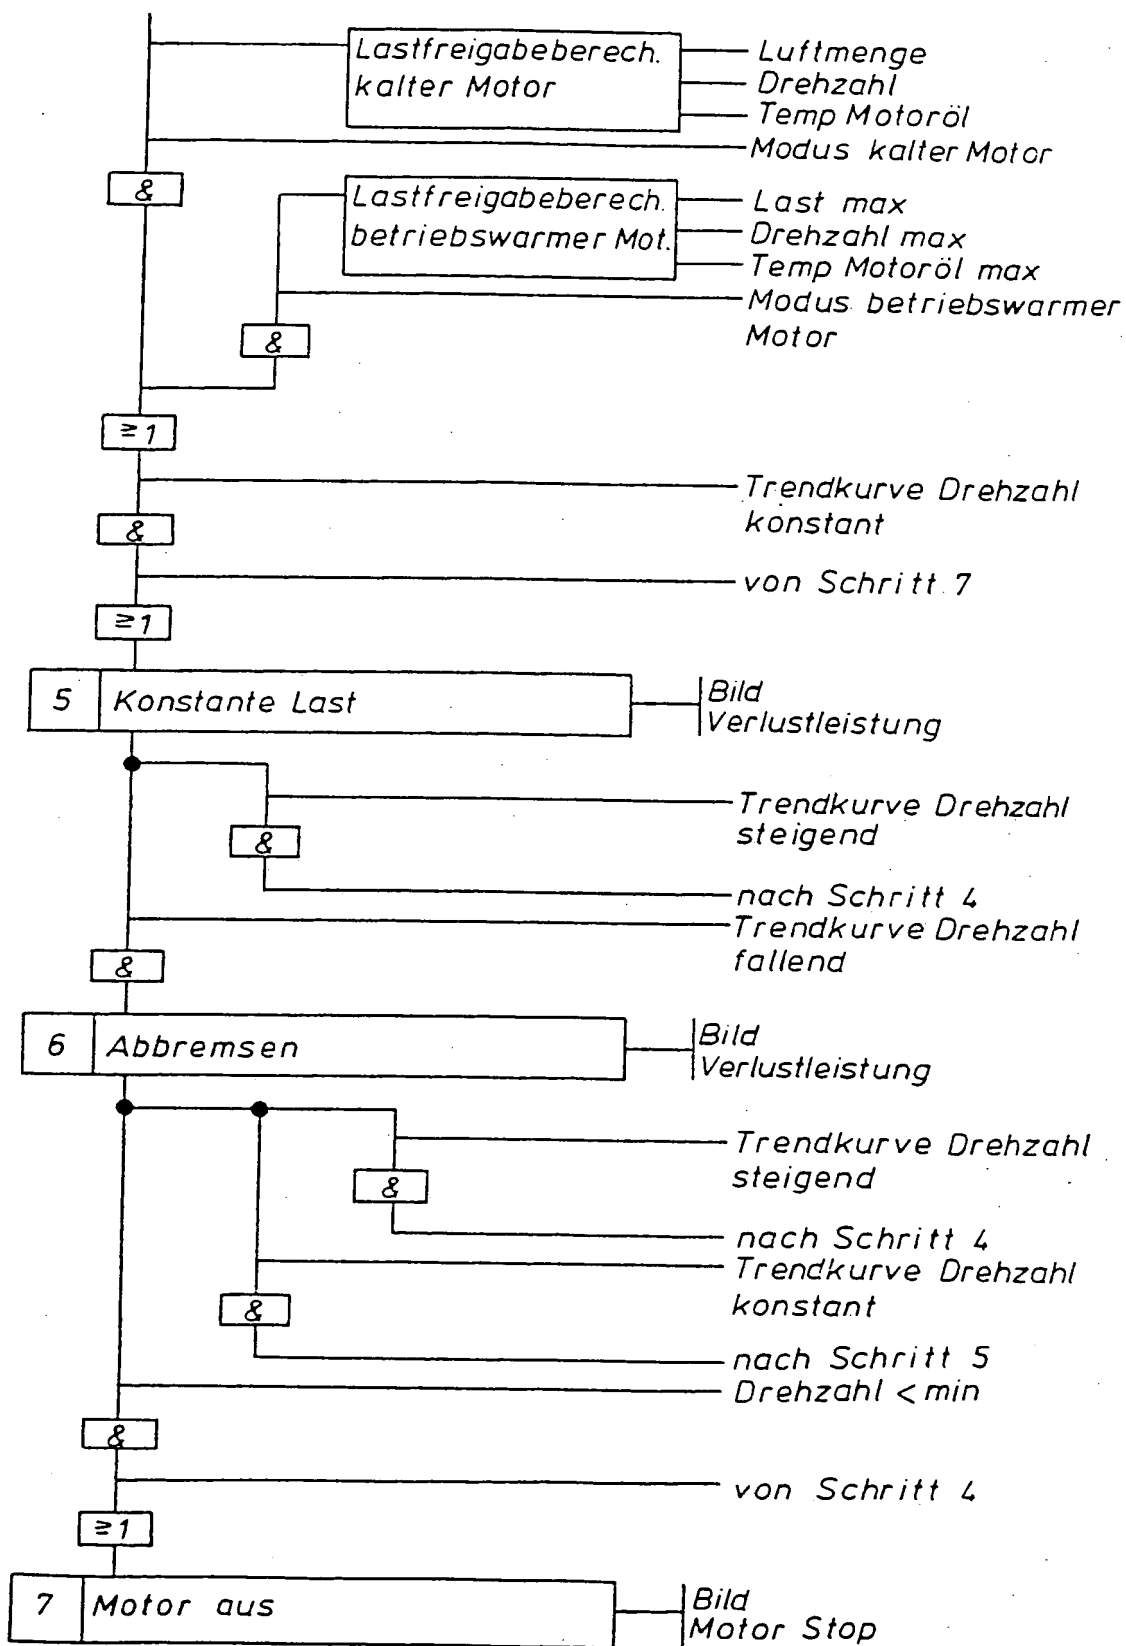 Lastfreigabeberech.
kalter Motor
Luftmenge
Drehzahl
Temp Motoröl
Modus kalter Motor
&
Lastfreigabeberech.
betriebswarmer Mot.
Last max
Drehzahl max
Temp Motoröl max
Modus betriebswarmer
Motor
&
≥1
Trendkurve Drehzahl
konstant
&
von Schritt 7
≥1
5 Konstante Last
Bild
Verlustleistung
Trendkurve Drehzahl
steigend
&
nach Schritt 4
Trendkurve Drehzahl
fallend
&
6 Abbremsen
Bild
Verlustleistung
Trendkurve Drehzahl
steigend
&
nach Schritt 4
Trendkurve Drehzahl
konstant
&
nach Schritt 5
Drehzahl < min
&
von Schritt 4
≥1
7 Motor aus
Bild
Motor Stop